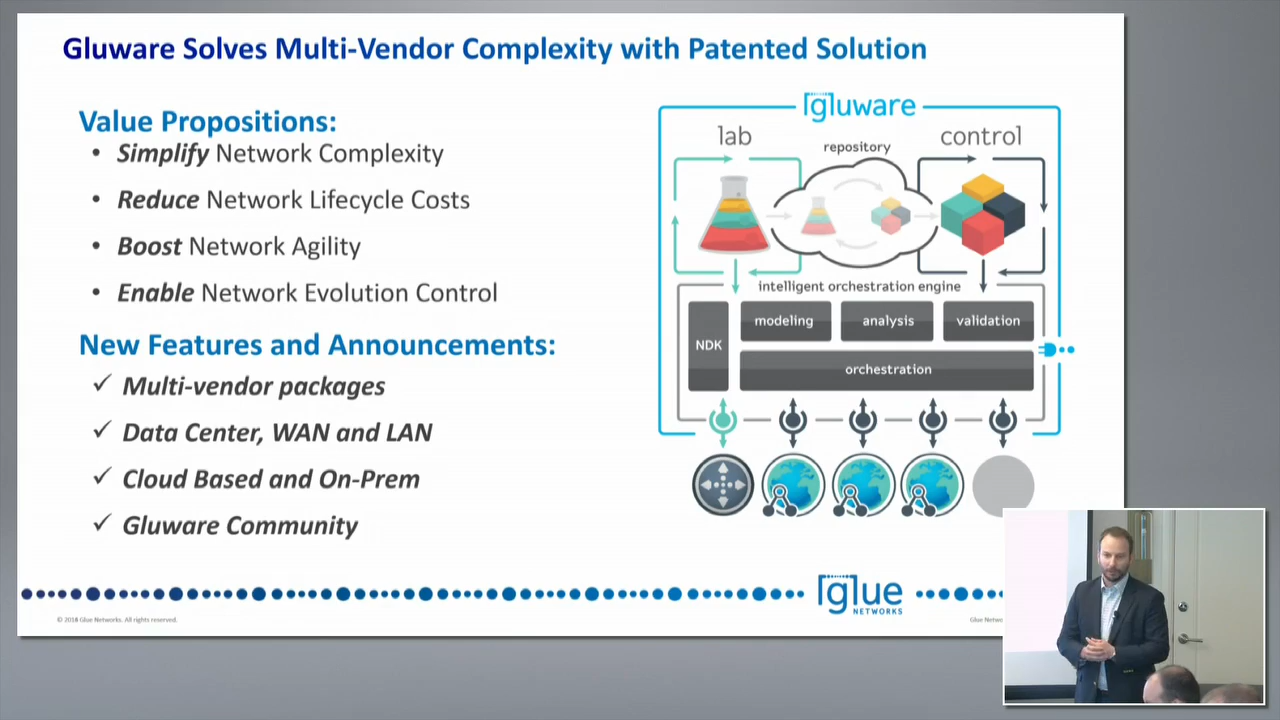 Gluware Solves Multi-Vendor Complexity with Patented Solution
Value Propositions:
• Simplify Network Complexity
• Reduce Network Lifecycle Costs
• Boost Network Agility
• Enable Network Evolution Control
New Features and Announcements:
✓ Multi-vendor packages
✓ Data Center, WAN and LAN
✓ Cloud Based and On-Prem
✓ Gluware Community
gluware
lab
repository
control
intelligent orchestration engine
NDK
modeling
analysis
validation
orchestration
glue
NETWORKS
© 2018 Glue Networks. All rights reserved.
Glue